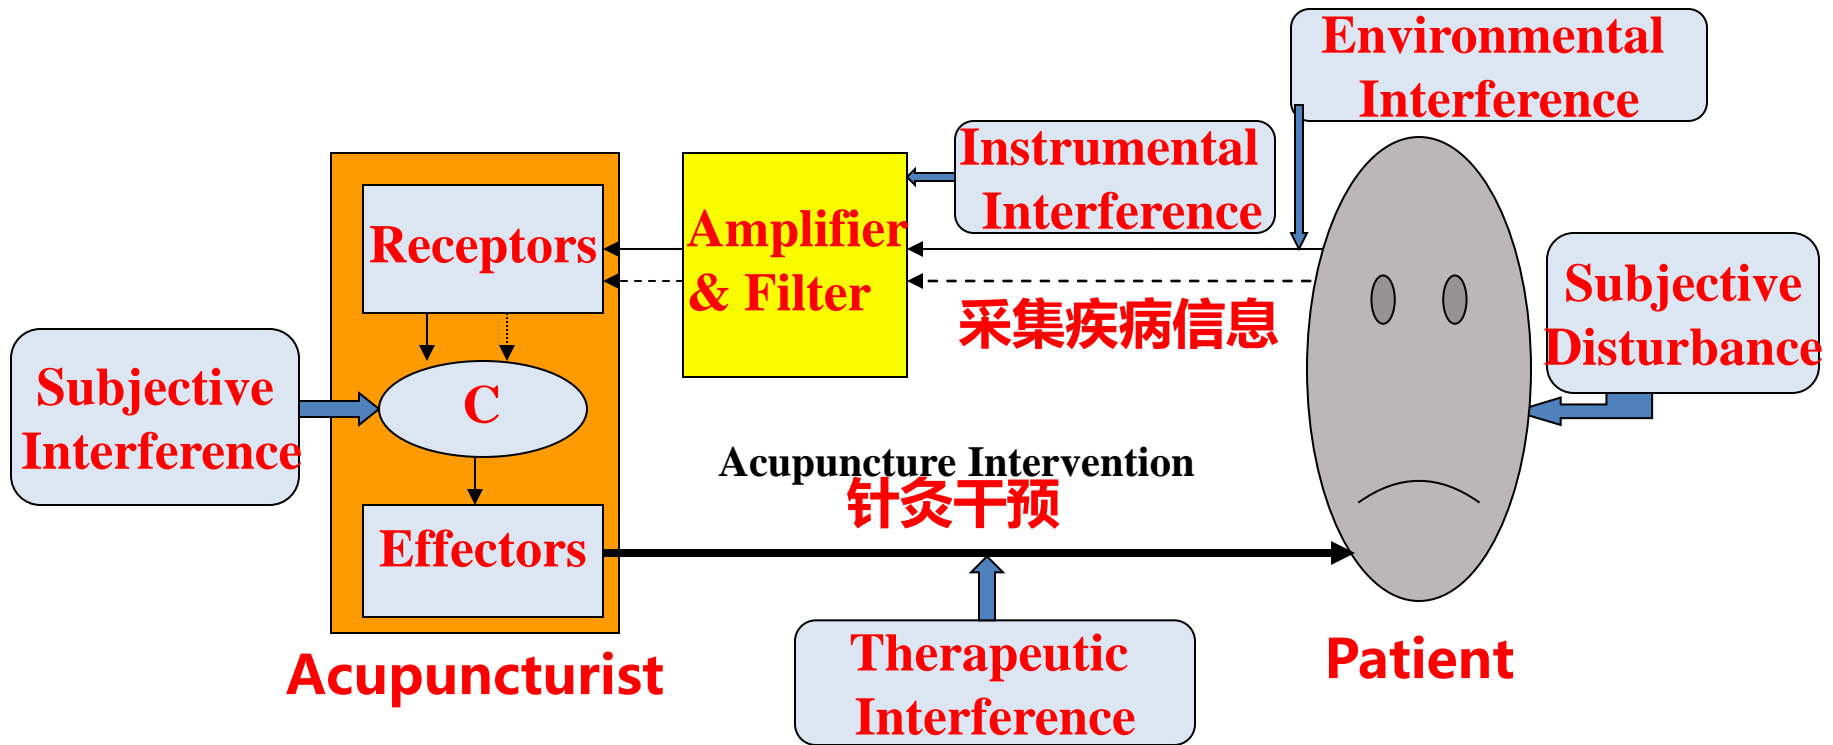 Environmental
Interference
Instrumental
Interference
Receptors
Amplifier
& Filter
采集疾病信息
Subjective
Disturbance
Subjective
Interference
C
Acupuncture Intervention
针灸干预
Effectors
Acupuncturist
Therapeutic
Interference
Patient